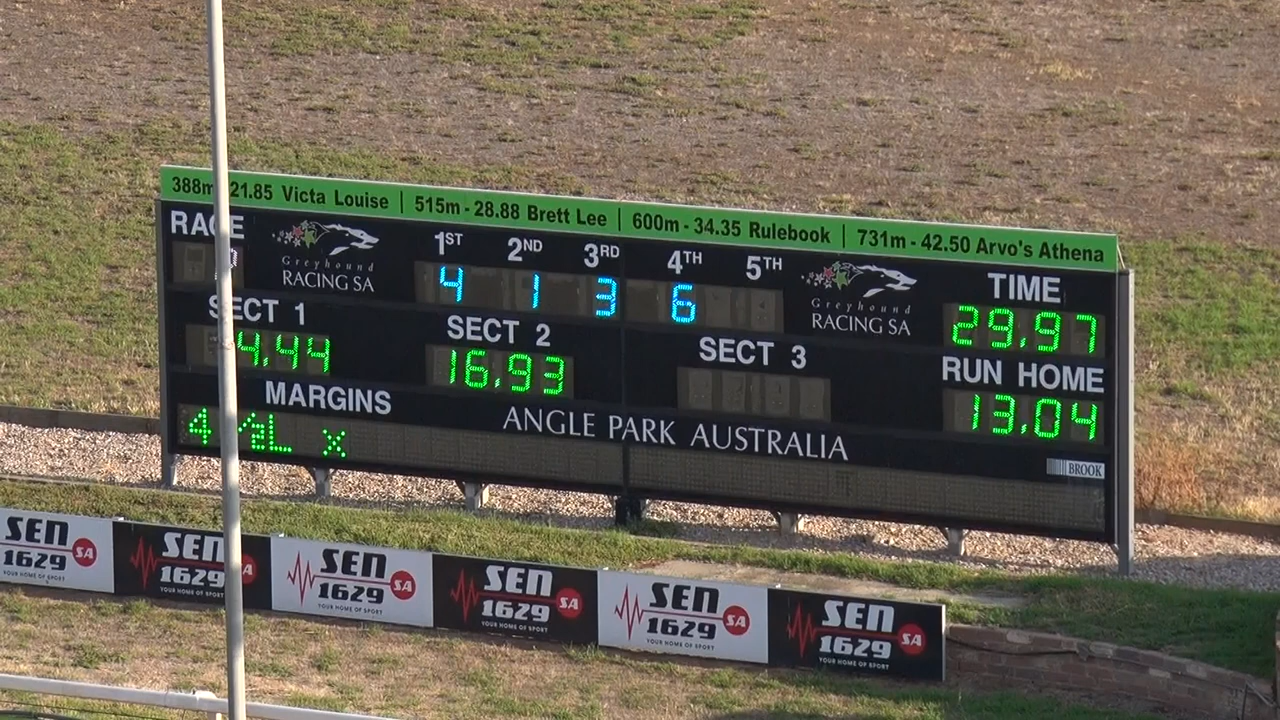 388m 21.85 Victa Louise | 515m - 28.88 Brett Lee | 600m - 34.35 Rulebook | 731m - 42.50 Arvo's Athena
RACE
Greyhound
RACING SA
1ST 2ND 3RD 4TH 5TH
4 1 3 6
Greyhound
RACING SA
TIME
29.97
SECT 1
4.44
SECT 2
16.93
SECT 3
RUN HOME
13.04
MARGINS
4 ½L x
ANGLE PARK AUSTRALIA
BROOK
SEN
1629 SA
YOUR HOME OF SPORT
SEN
1629 SA
SEN
1629 SA
YOUR HOME OF SPORT
SEN
1629 SA
YOUR HOME OF SPORT
SEN
1629 SA
YOUR HOME OF SPORT
SEN
1629 SA
YOUR HOME OF SPORT